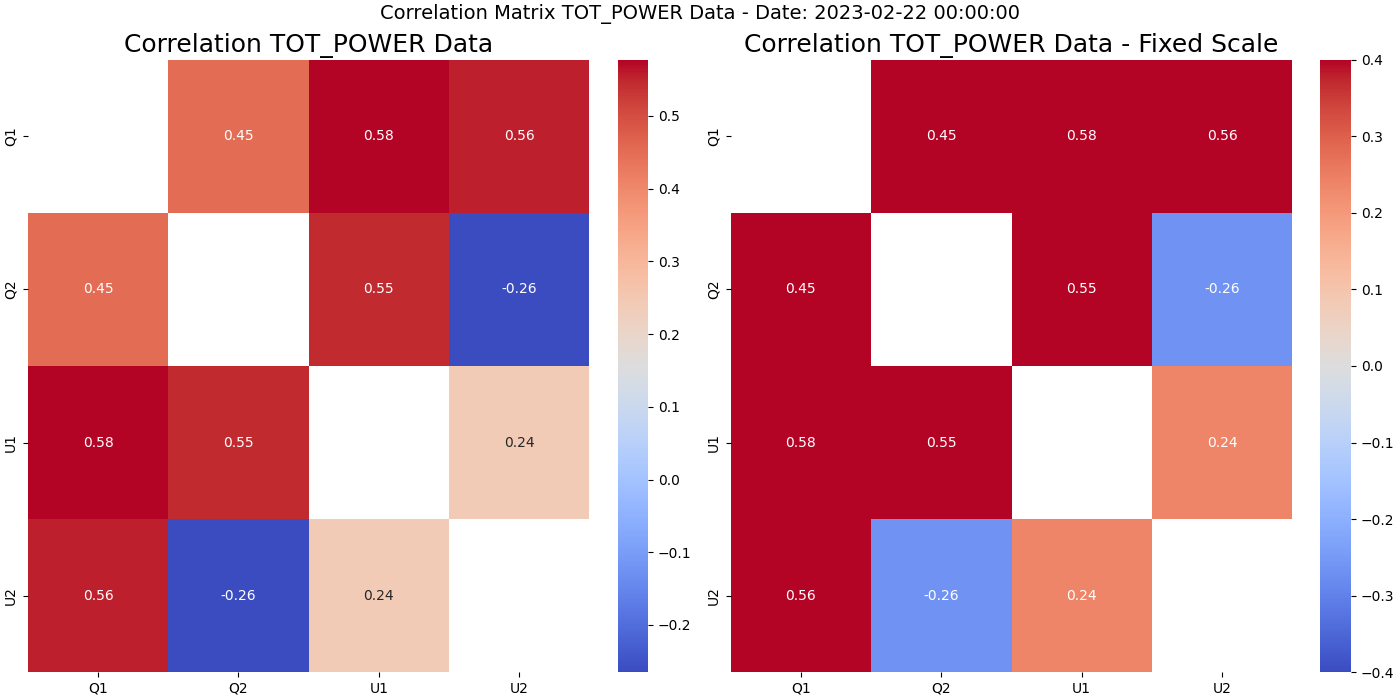 Correlation Matrix TOT_POWER Data - Date: 2023-02-22 00:00:00
Correlation TOT_POWER Data
Q1
0.45 0.58 0.56
Q2
0.45 0.55 -0.26
U1
0.58 0.55 0.24
U2
0.56 -0.26 0.24
Q1 Q2 U1 U2
0.5
0.4
0.3
0.2
0.1
0.0
−0.1
−0.2
Correlation TOT_POWER Data - Fixed Scale
Q1
0.45 0.58 0.56
Q2
0.45 0.55 -0.26
U1
0.58 0.55 0.24
U2
0.56 -0.26 0.24
Q1 Q2 U1 U2
0.4
0.3
0.2
0.1
0.0
−0.1
−0.2
−0.3
−0.4